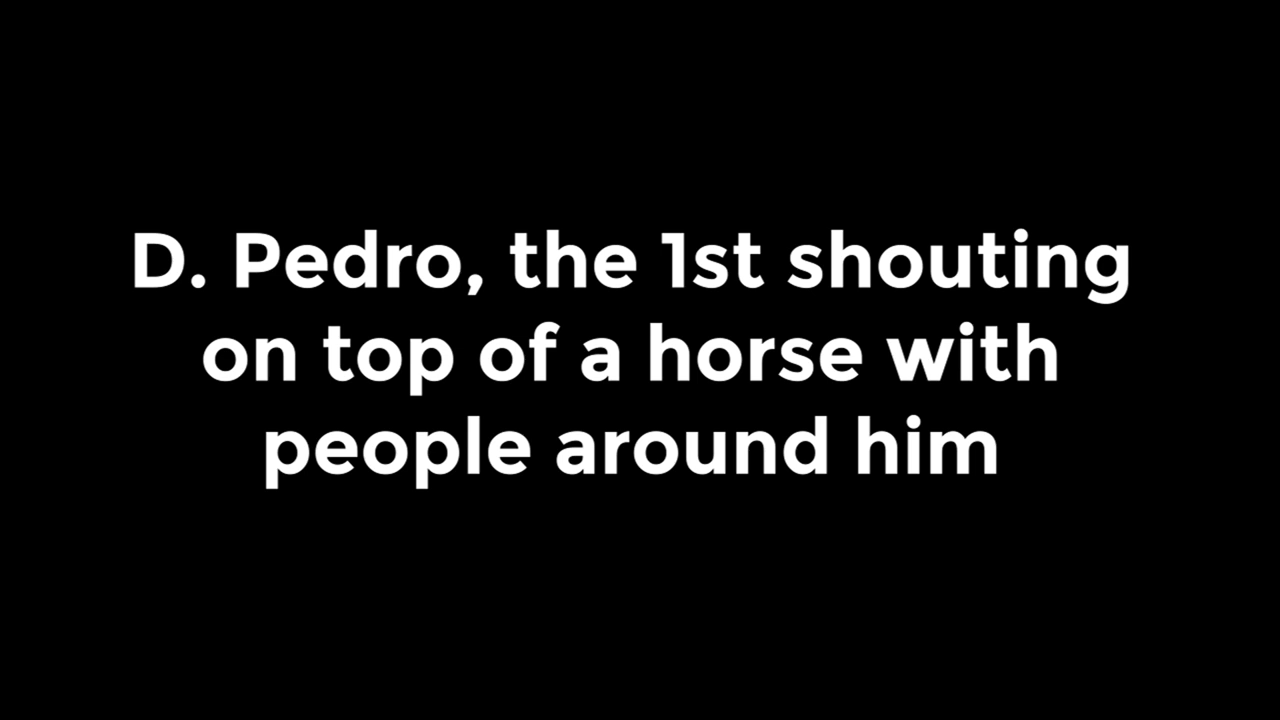 D. Pedro, the 1st shouting
on top of a horse with
people around him